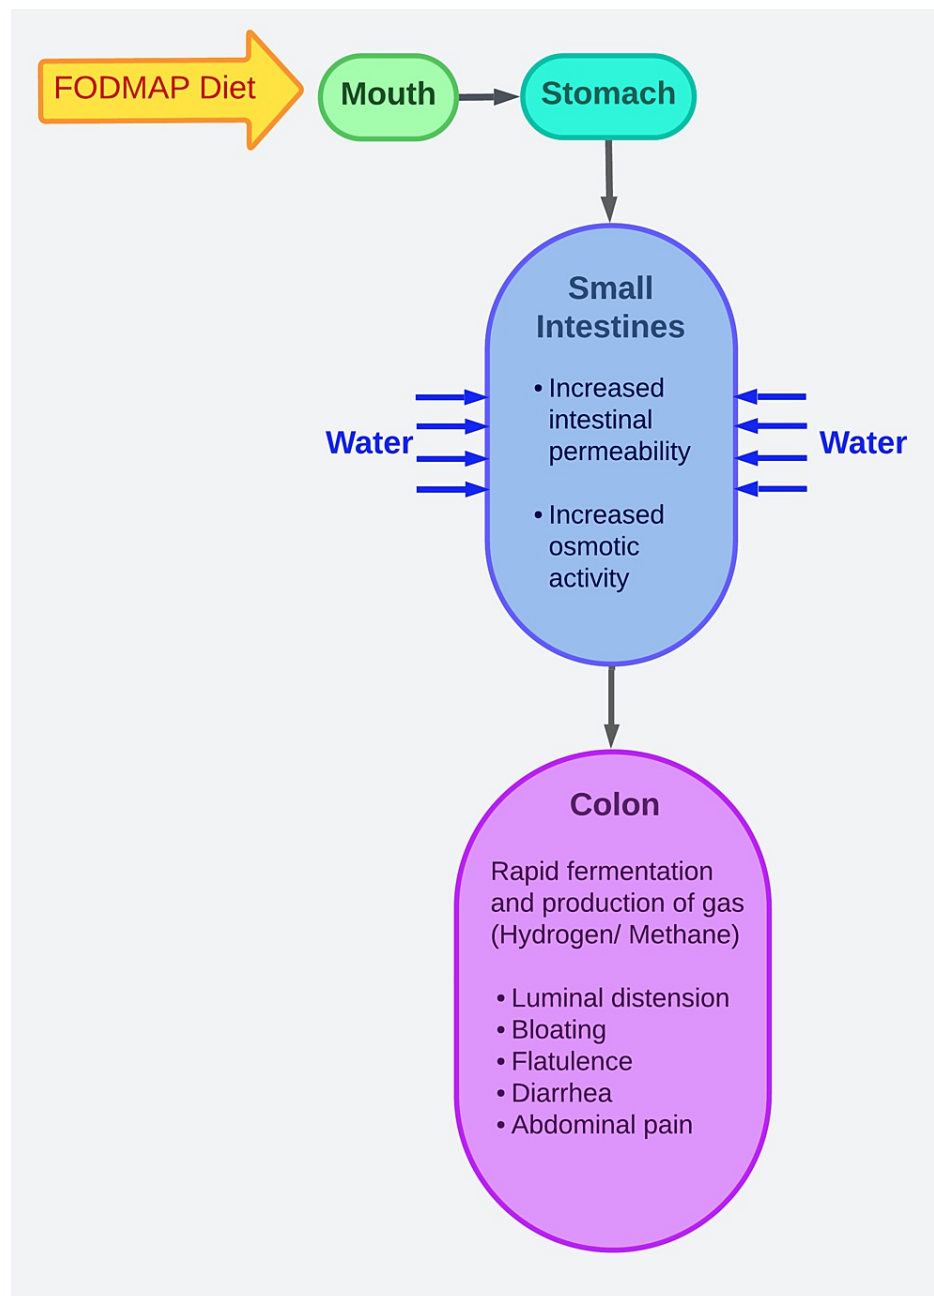 FODMAP Diet
Mouth
Stomach
Small
Intestines
• Increased
intestinal
permeability
Water
Water
• Increased
osmotic
activity
Colon
Rapid fermentation
and production of gas
(Hydrogen/ Methane)
• Luminal distension
• Bloating
• Flatulence
• Diarrhea
• Abdominal pain